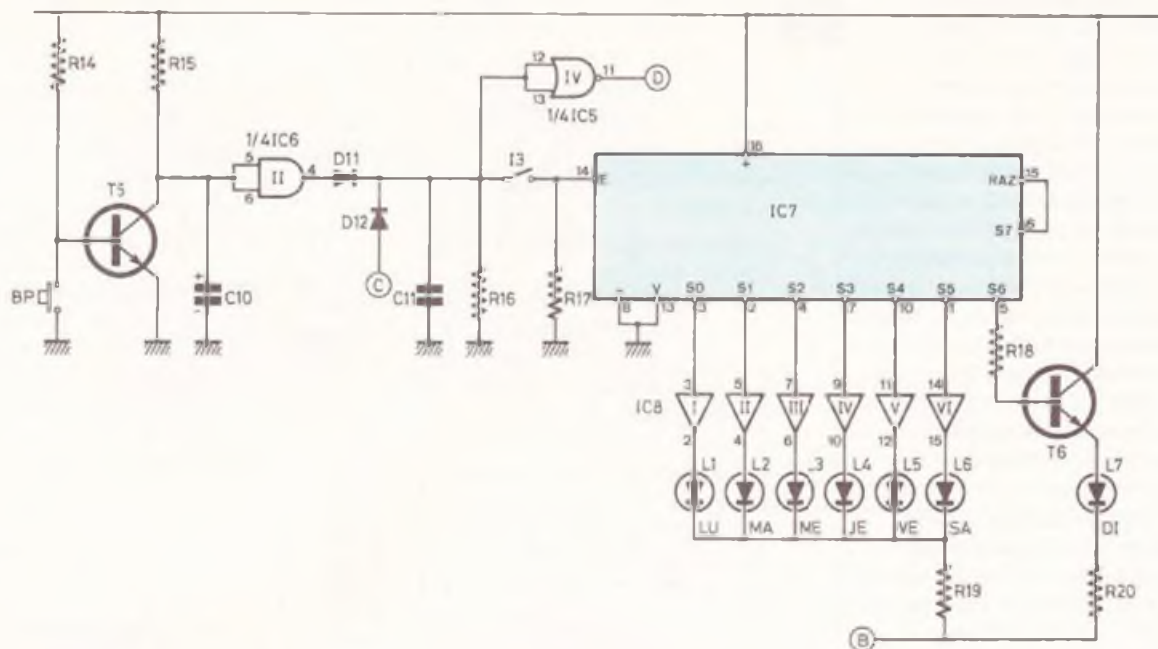 R14
R15
12
IV
11
D
13
1/4IC5
1/4IC6
5
II
4
6
D11
I3
14
E
16
+
IC7
RAZ
15
S7
T5
D12
C
BP
C10
C11
R16
R17
-
V
S0
S1
S2
S3
S4
S5
S6
8
13
3
2
4
7
10
1
5
R18
IC8
3
5
7
9
11
14
I
II
III
IV
V
VI
2
4
6
10
12
15
T6
L1
L2
L3
L4
L5
L6
L7
LU
MA
ME
JE
VE
SA
DI
R19
R20
B